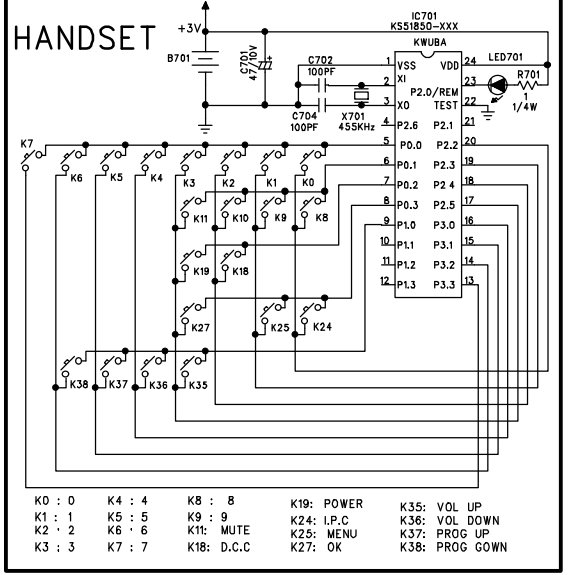 HANDSET
+3V
B701
C701
47/10V
C702
100PF
C704
100PF
X701
455KHz
IC701
KS51850-XXX
KWUBA
LED701
R701
1
1/4W
1 VSS VDD 24
2 XI 23
P2.0/REM
3 XO TEST 22
4 P2.6 P2.1 21
5 P0.0 P2.2 20
6 P0.1 P2.3 19
7 P0.2 P2 4 18
8 P0.3 P2.5 17
9 P1.0 P3.0 16
10 P1.1 P3.1 15
11 P1.2 P3.2 14
12 P1.3 P3.3 13
K7
K6 K5 K4 K3 K2 K1 K0
K11 K10 K9 K8
K19 K18
K27 K25 K24
K38 K37 K36 K35
K0 : 0
K1 : 1
K2 · 2
K3 : 3
K4 : 4
K5 : 5
K6 · 6
K7 : 7
K8 : 8
K9 : 9
K11: MUTE
K18: D.C.C
K19: POWER
K24: I.P.C
K25: MENU
K27: OK
K35: VOL UP
K36: VOL DOWN
K37: PROG UP
K38: PROG GOWN